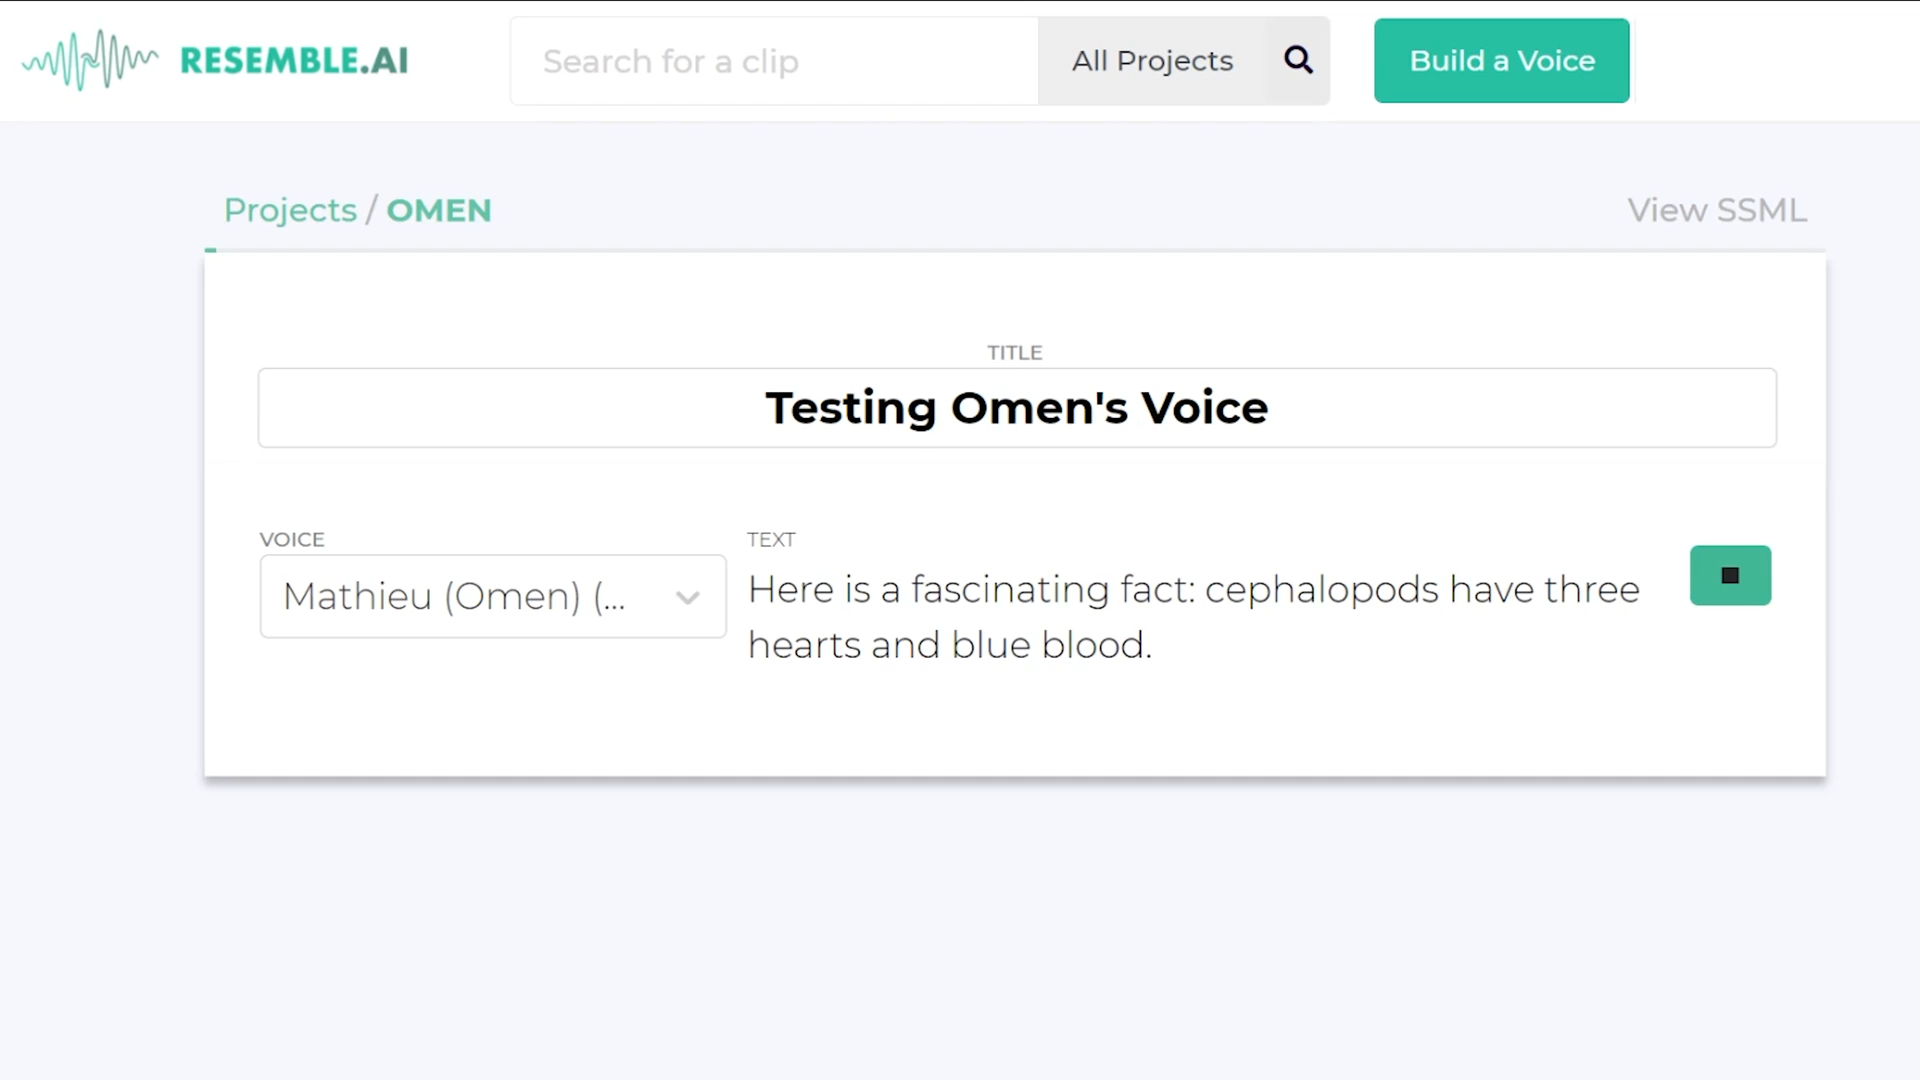 RESEMBLE.AI
Search for a clip
All Projects
Build a Voice
Projects / OMEN
View SSML
TITLE
Testing Omen's Voice
VOICE
Mathieu (Omen) (...
TEXT
Here is a fascinating fact: cephalopods have three
hearts and blue blood.